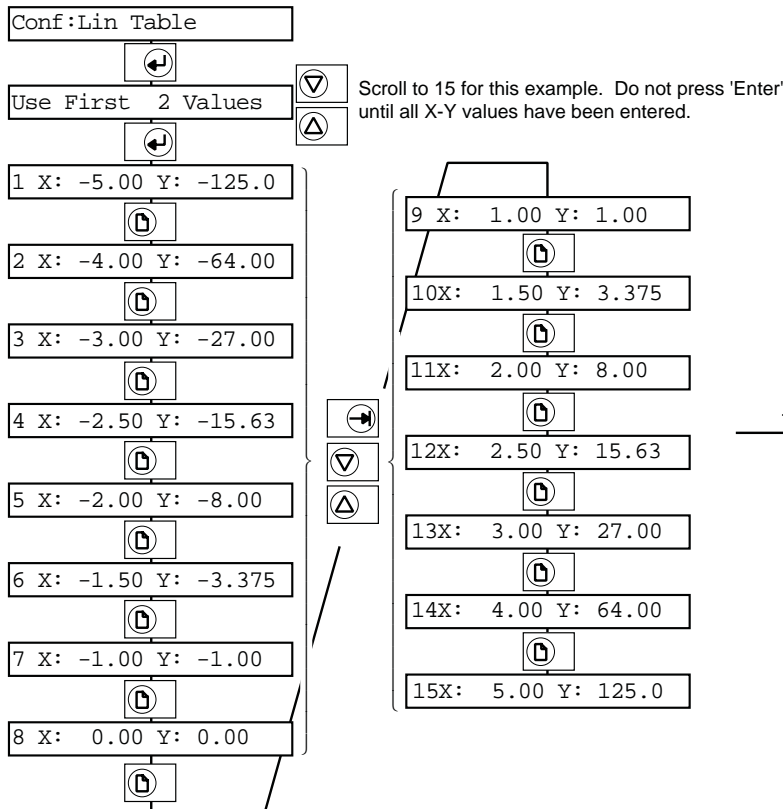 Conf:Lin Table
Use First 2 Values
Scroll to 15 for this example. Do not press 'Enter'
until all X-Y values have been entered.
1 X: -5.00 Y: -125.0
2 X: -4.00 Y: -64.00
3 X: -3.00 Y: -27.00
4 X: -2.50 Y: -15.63
5 X: -2.00 Y: -8.00
6 X: -1.50 Y: -3.375
7 X: -1.00 Y: -1.00
8 X: 0.00 Y: 0.00
9 X: 1.00 Y: 1.00
10X: 1.50 Y: 3.375
11X: 2.00 Y: 8.00
12X: 2.50 Y: 15.63
13X: 3.00 Y: 27.00
14X: 4.00 Y: 64.00
15X: 5.00 Y: 125.0